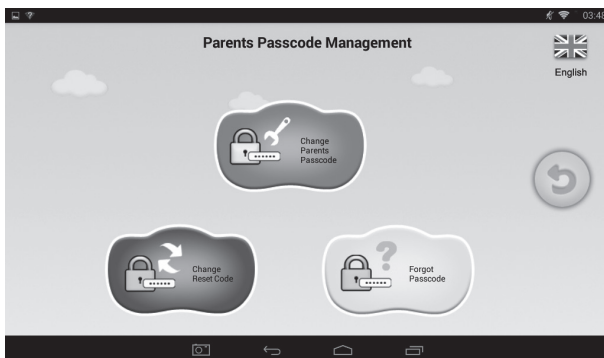 03:48
Parents Passcode Management
English
Change
Parents
Passcode
Change
Reset Code
Forgot
Passcode